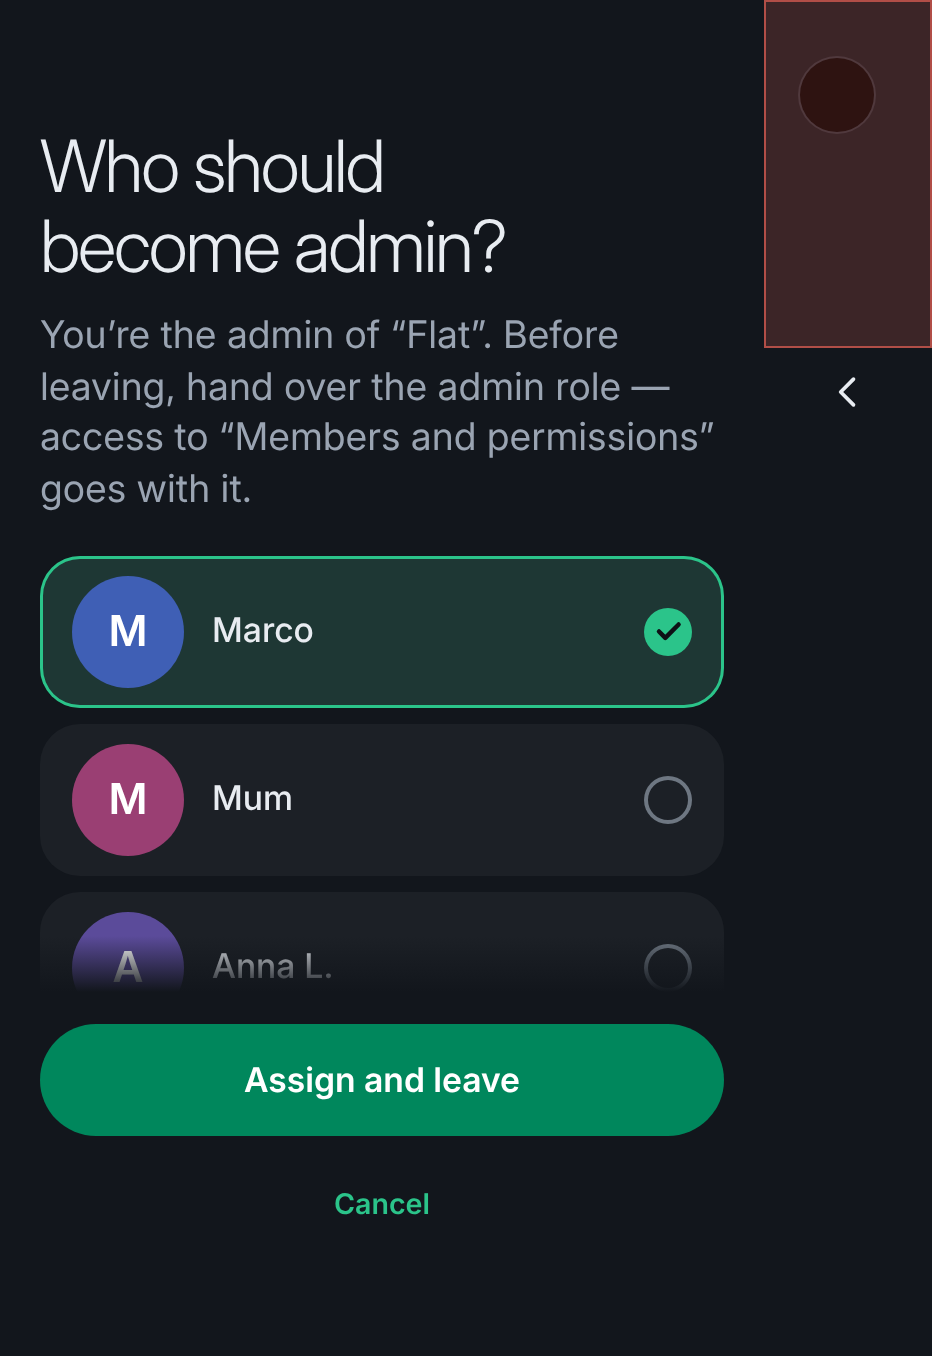 Who should
become admin?
You’re the admin of “Flat”. Before
leaving, hand over the admin role —
access to “Members and permissions”
goes with it.
M Marco
M Mum
A Anna L.
Assign and leave
Cancel